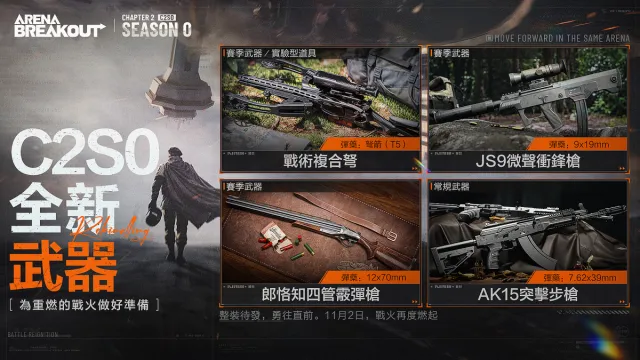 ARENA BREAKOUT
CHAPTER 2 C2S0
SEASON 0
MOVE FORWARD IN THE SAME ARENA
C2S0
全新
武器
[ 為重燃的戰火做好準備 ]
賽季武器／實驗型道具
彈藥：弩箭（T5）
戰術複合弩
賽季武器
彈藥：9x19mm
JS9微聲衝鋒槍
賽季武器
彈藥：12x70mm
郎恪知四管霰彈槍
常規武器
彈藥：7.62x39mm
AK15突擊步槍
整裝待發，勇往直前。11月2日，戰火再度燃起